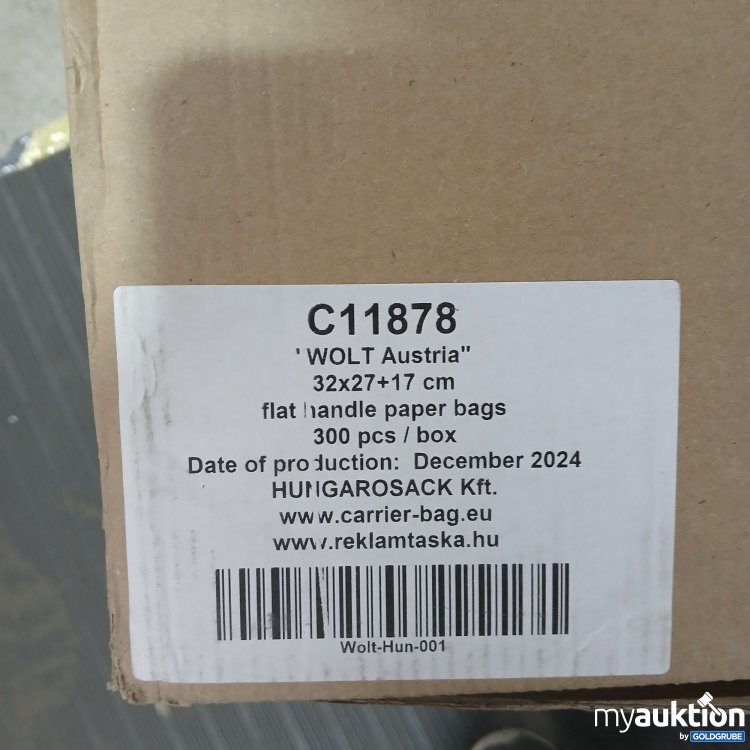 C11878
"WOLT Austria"
32x27+17 cm
flat handle paper bags
300 pcs / box
Date of production: December 2024
HUNGAROSACK Kft.
www.carrier-bag.eu
www.reklamtaska.hu
Wolt-Hun-001
myauktion
by GOLDGRUBE